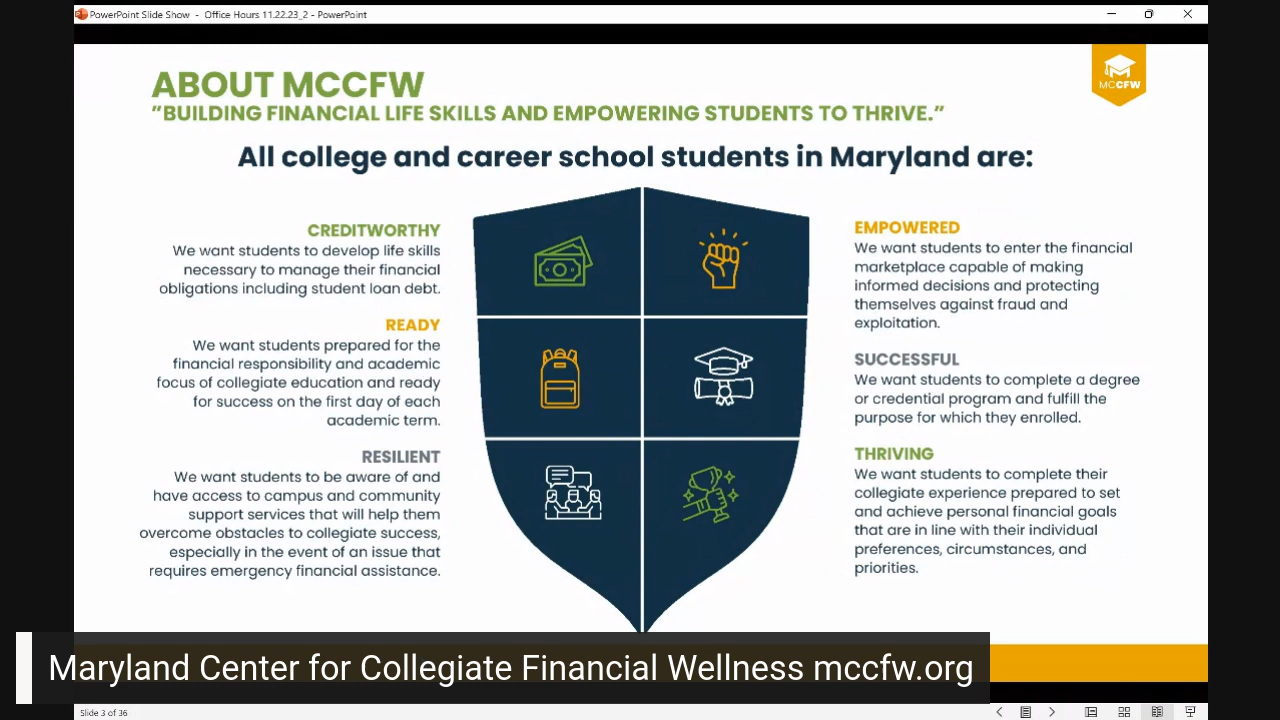 PowerPoint Slide Show - Office Hours 11.22.23_2 - PowerPoint
ABOUT MCCFW
"BUILDING FINANCIAL LIFE SKILLS AND EMPOWERING STUDENTS TO THRIVE."
MCCFW
All college and career school students in Maryland are:
CREDITWORTHY
We want students to develop life skills
necessary to manage their financial
obligations including student loan debt.
READY
We want students prepared for the
financial responsibility and academic
focus of collegiate education and ready
for success on the first day of each
academic term.
RESILIENT
We want students to be aware of and
have access to campus and community
support services that will help them
overcome obstacles to collegiate success,
especially in the event of an issue that
requires emergency financial assistance.
EMPOWERED
We want students to enter the financial
marketplace capable of making
informed decisions and protecting
themselves against fraud and
exploitation.
SUCCESSFUL
We want students to complete a degree
or credential program and fulfill the
purpose for which they enrolled.
THRIVING
We want students to complete their
collegiate experience prepared to set
and achieve personal financial goals
that are in line with their individual
preferences, circumstances, and
priorities.
Maryland Center for Collegiate Financial Wellness mccfw.org
Slide 3 of 36